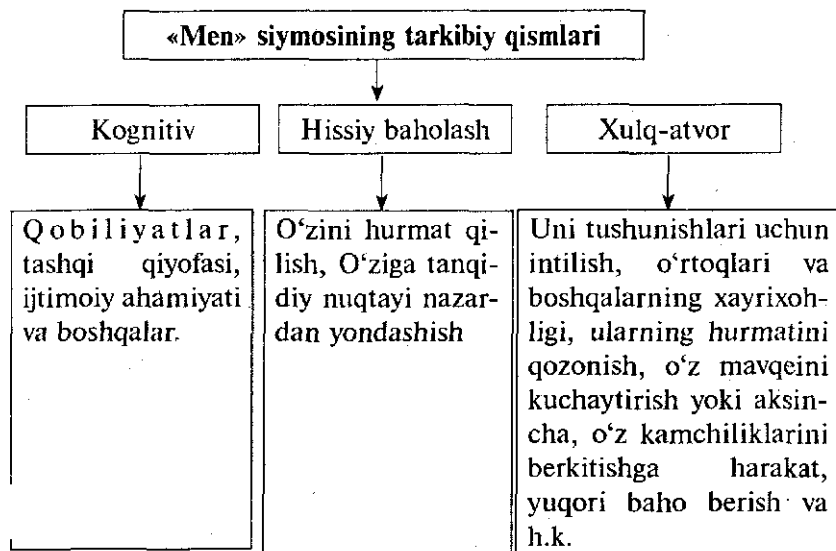 «Men» siymosining tarkibiy qismlari
Kognitiv
Hissiy baholash
Xulq-atvor
Qobiliyatlar,
tashqi qiyofasi,
ijtimoiy ahamiyati
va boshqalar.
O‘zini hurmat qi-
lish, O‘ziga tanqi-
diy nuqtayi nazar-
dan yondashish
Uni tushunishlari uchun
intilish, o‘rtoqlari va
boshqalarning xayrixoh-
ligi, ularning hurmatini
qozonish, o‘z mavqeini
kuchaytirish yoki aksin-
cha, o‘z kamchiliklarini
berkitishga harakat,
yuqori baho berish va
h.k.